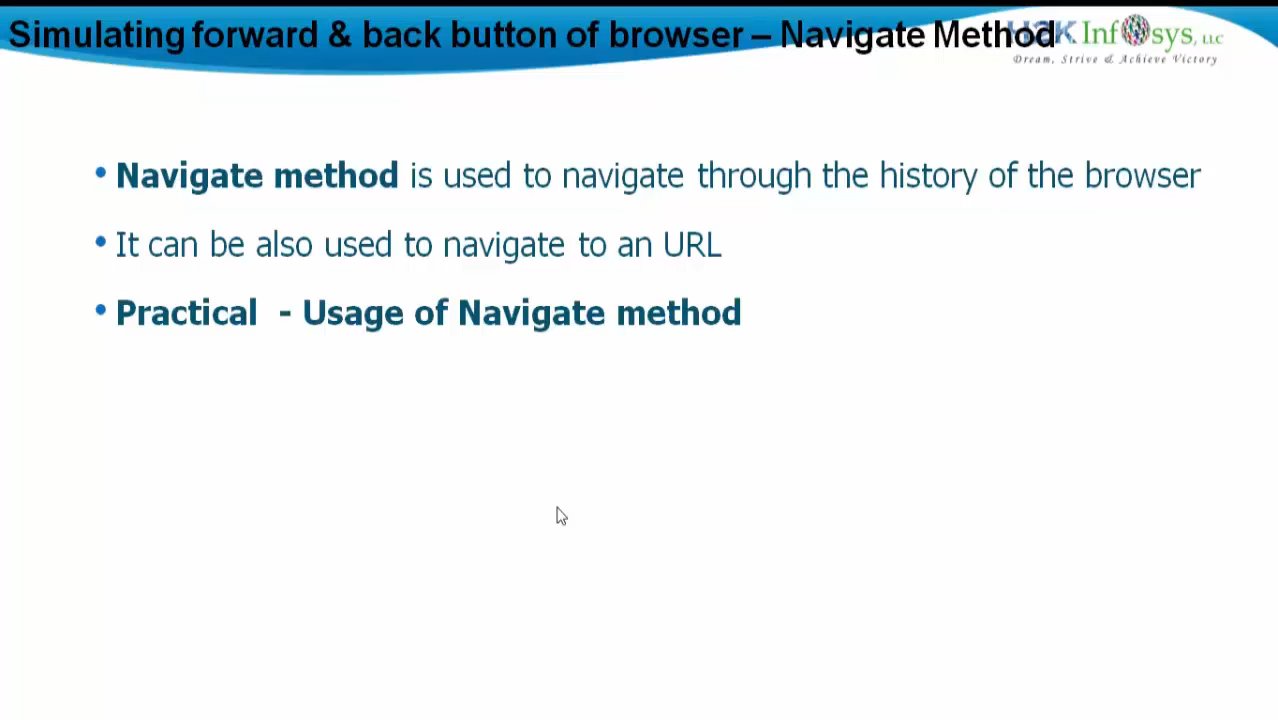 Simulating forward & back button of browser – Navigate Method
H2K Infosys, LLC
Dream, Strive & Achieve Victory
• Navigate method is used to navigate through the history of the browser
• It can be also used to navigate to an URL
• Practical - Usage of Navigate method